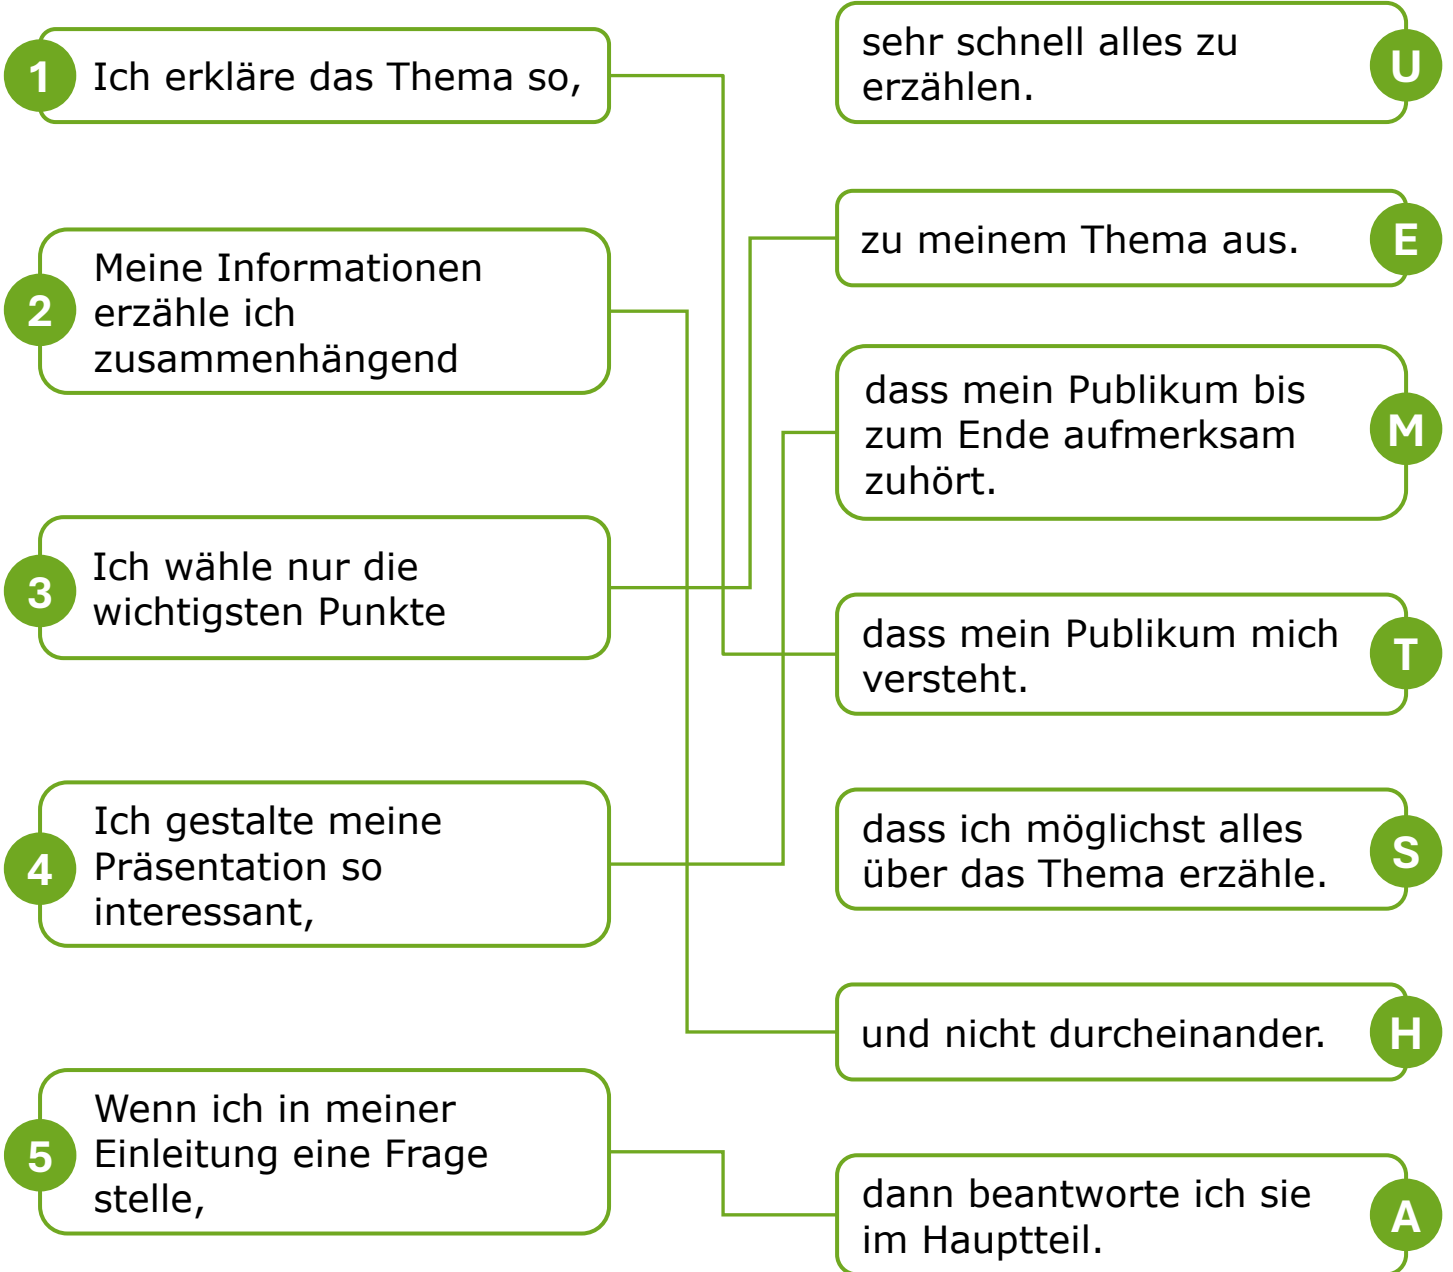 1
Ich erkläre das Thema so,
2
Meine Informationen
erzähle ich
zusammenhängend
3
Ich wähle nur die
wichtigsten Punkte
4
Ich gestalte meine
Präsentation so
interessant,
5
Wenn ich in meiner
Einleitung eine Frage
stelle,
sehr schnell alles zu
erzählen.
U
zu meinem Thema aus.
E
dass mein Publikum bis
zum Ende aufmerksam
zuhört.
M
dass mein Publikum mich
versteht.
T
dass ich möglichst alles
über das Thema erzähle.
S
und nicht durcheinander.
H
dann beantworte ich sie
im Hauptteil.
A